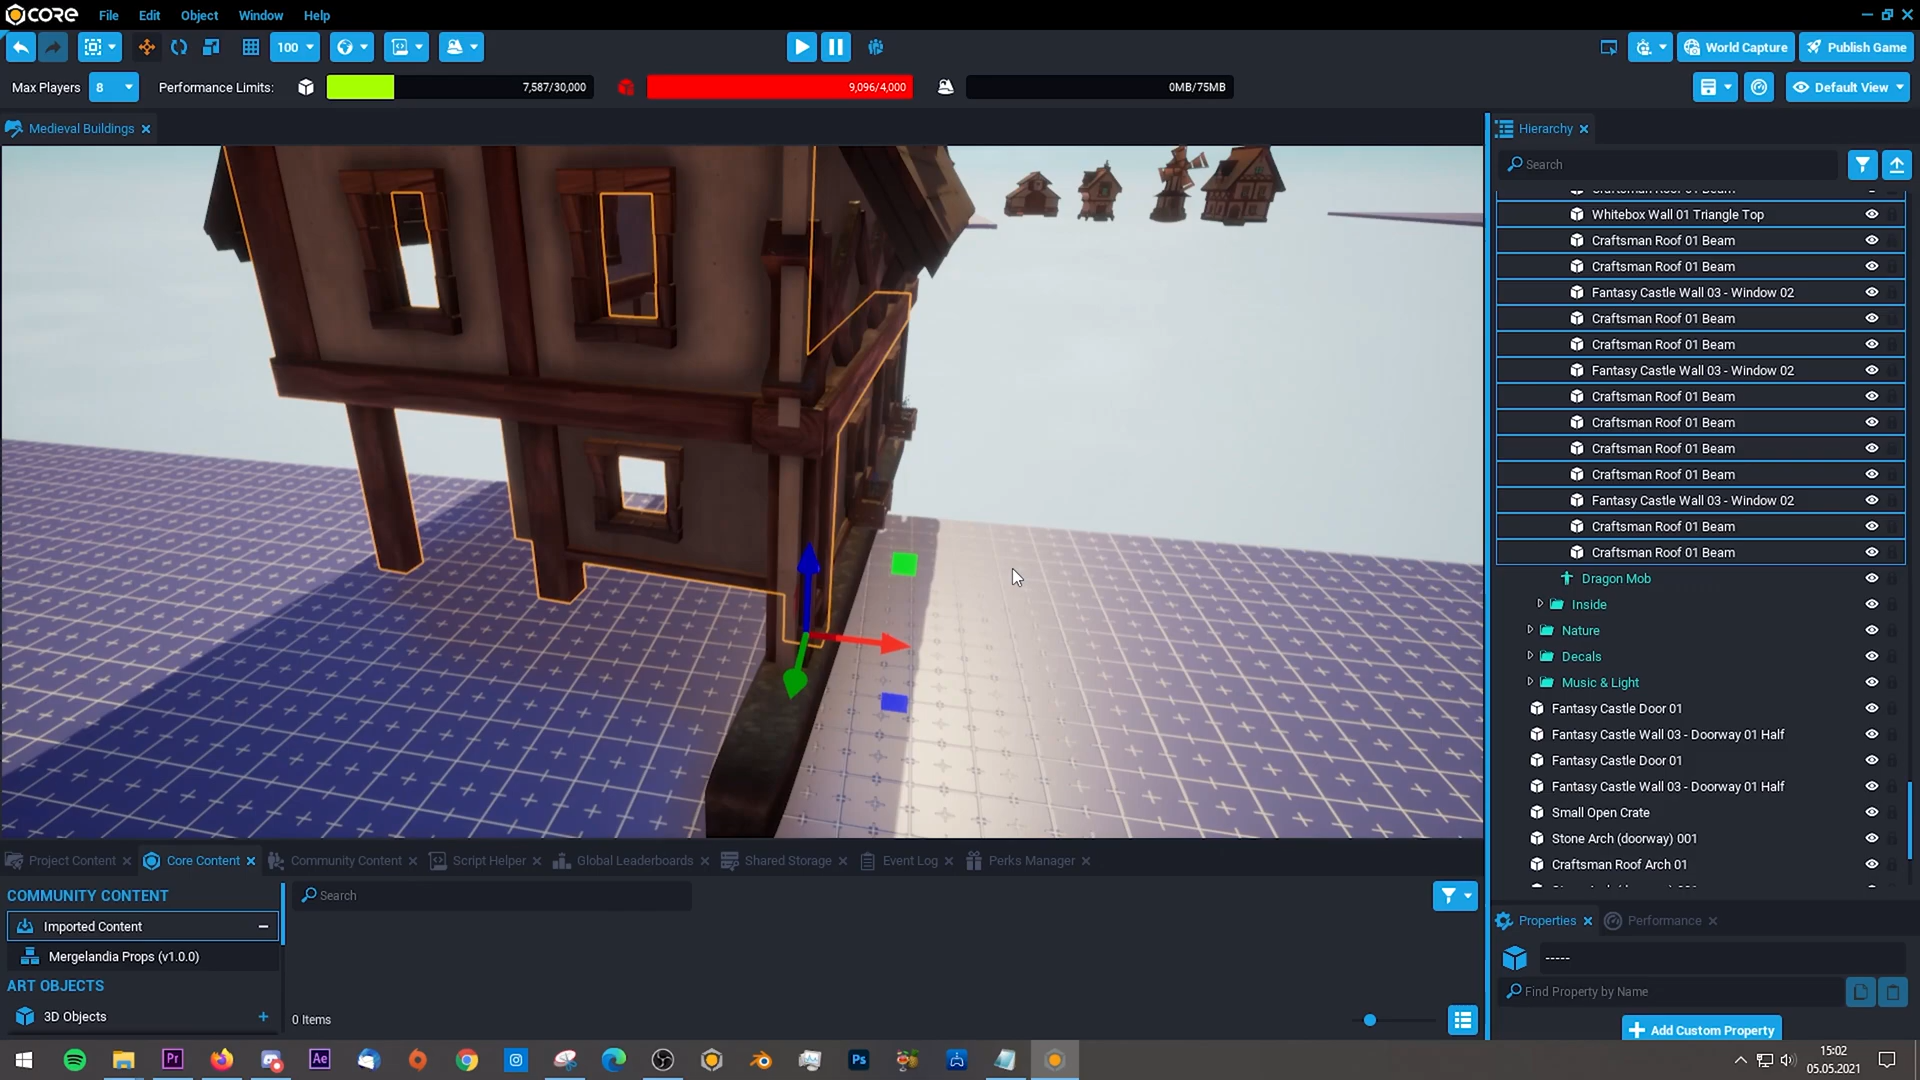 CORE File Edit Object Window Help
100 World Capture Publish Game
Max Players 8 Performance Limits: 7,587/30,000 9,096/4,000 0MB/75MB Default View
Medieval Buildings
Hierarchy
Search
Craftsman Roof 01 Beam
Whitebox Wall 01 Triangle Top
Craftsman Roof 01 Beam
Craftsman Roof 01 Beam
Fantasy Castle Wall 03 - Window 02
Craftsman Roof 01 Beam
Craftsman Roof 01 Beam
Fantasy Castle Wall 03 - Window 02
Craftsman Roof 01 Beam
Craftsman Roof 01 Beam
Craftsman Roof 01 Beam
Craftsman Roof 01 Beam
Fantasy Castle Wall 03 - Window 02
Craftsman Roof 01 Beam
Craftsman Roof 01 Beam
Dragon Mob
Inside
Nature
Decals
Music & Light
Fantasy Castle Door 01
Fantasy Castle Wall 03 - Doorway 01 Half
Fantasy Castle Door 01
Fantasy Castle Wall 03 - Doorway 01 Half
Small Open Crate
Stone Arch (doorway) 001
Craftsman Roof Arch 01
Project Content Core Content Community Content Script Helper Global Leaderboards Shared Storage Event Log Perks Manager
COMMUNITY CONTENT
Search
Imported Content
Mergelandia Props (v1.0.0)
ART OBJECTS
3D Objects
0 Items
Properties Performance
-----
Find Property by Name
Add Custom Property
Pr Ae Ps
15:02
05.05.2021